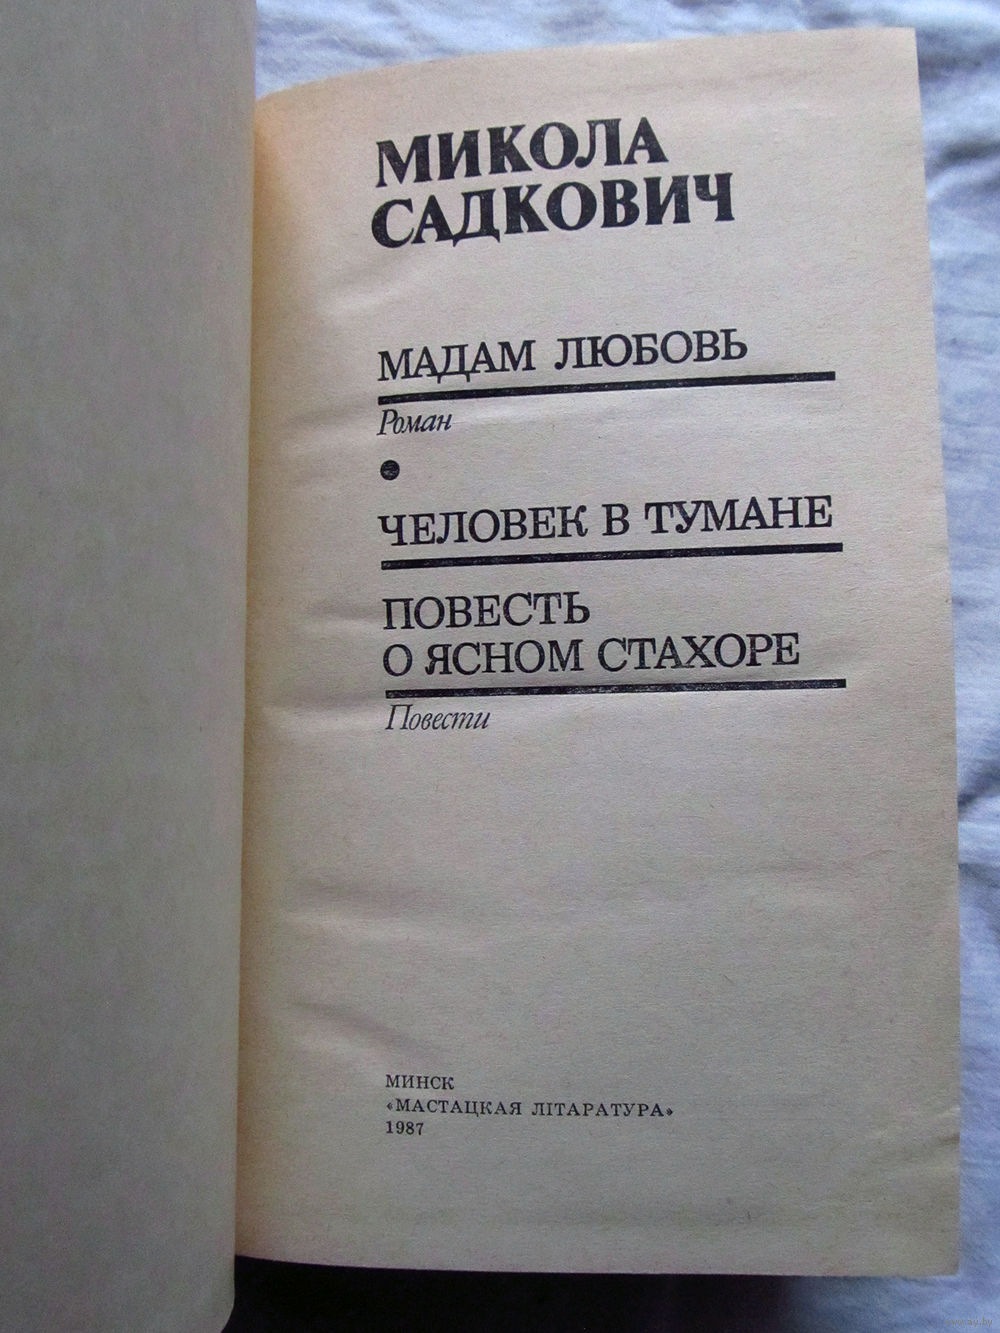 МИКОЛА
САДКОВИЧ
МАДАМ ЛЮБОВЬ
Роман
ЧЕЛОВЕК В ТУМАНЕ
ПОВЕСТЬ
О ЯСНОМ СТАХОРЕ
Повести
МИНСК
«МАСТАЦКАЯ ЛІТАРАТУРА»
1987